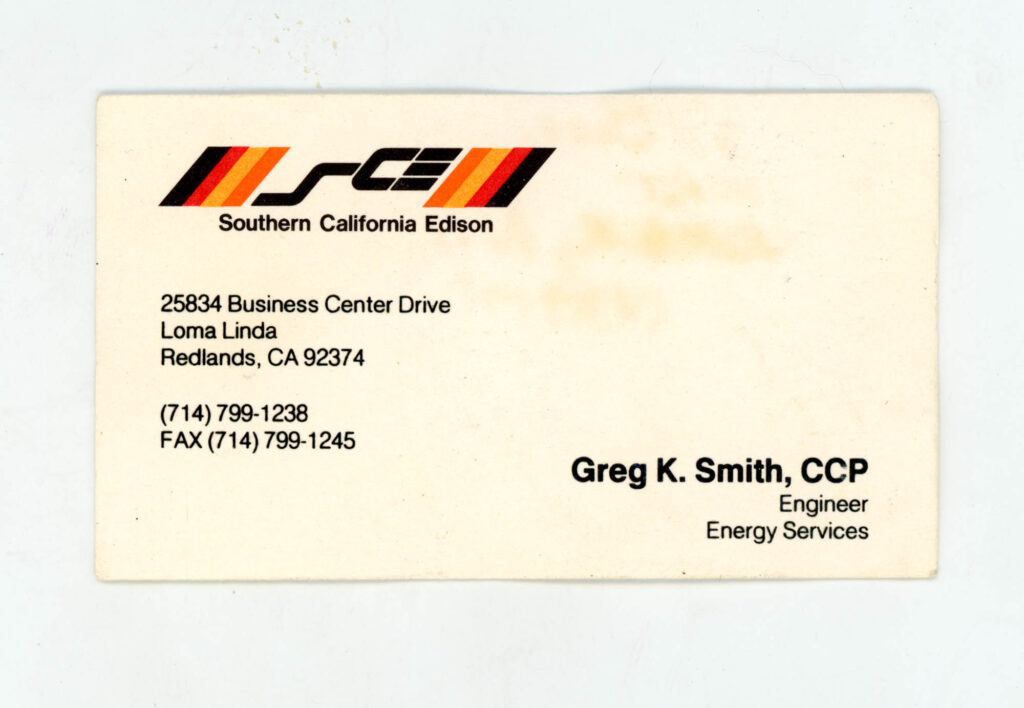 SCE
Southern California Edison
25834 Business Center Drive
Loma Linda
Redlands, CA 92374
(714) 799-1238
FAX (714) 799-1245
Greg K. Smith, CCP
Engineer
Energy Services